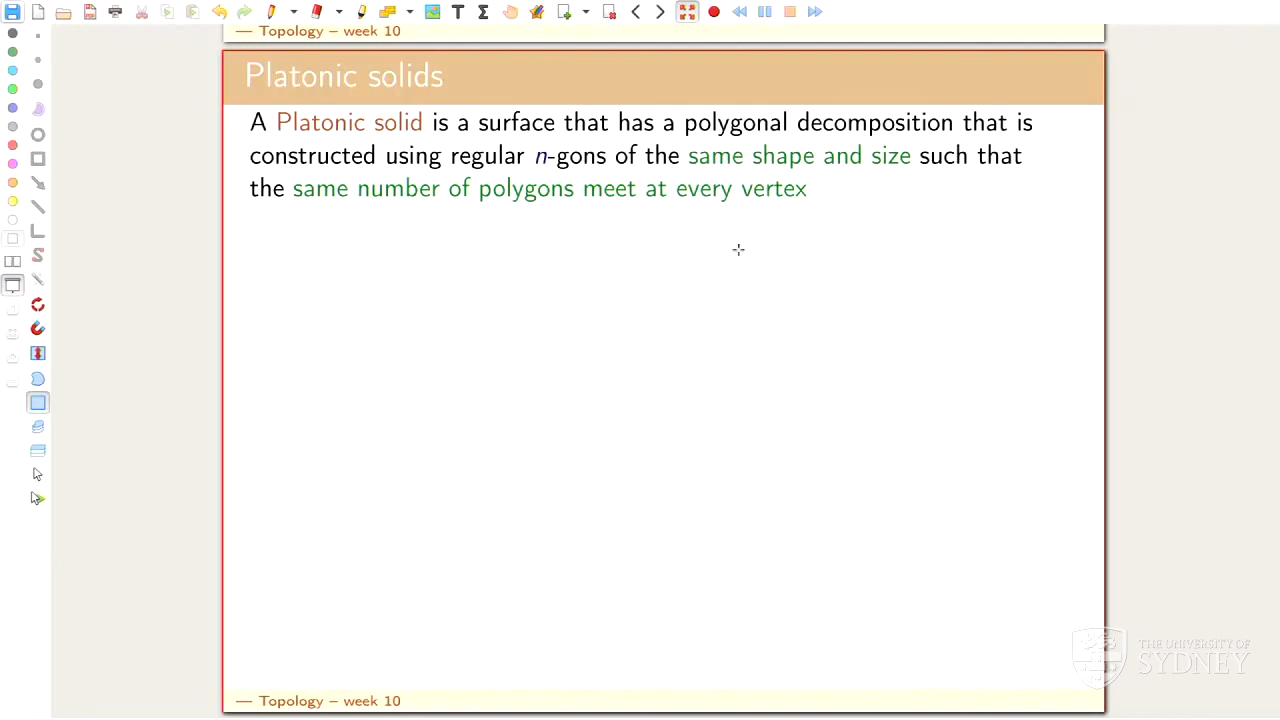 — Topology – week 10
Platonic solids
A Platonic solid is a surface that has a polygonal decomposition that is
constructed using regular n-gons of the same shape and size such that
the same number of polygons meet at every vertex
THE UNIVERSITY OF
SYDNEY
— Topology – week 10